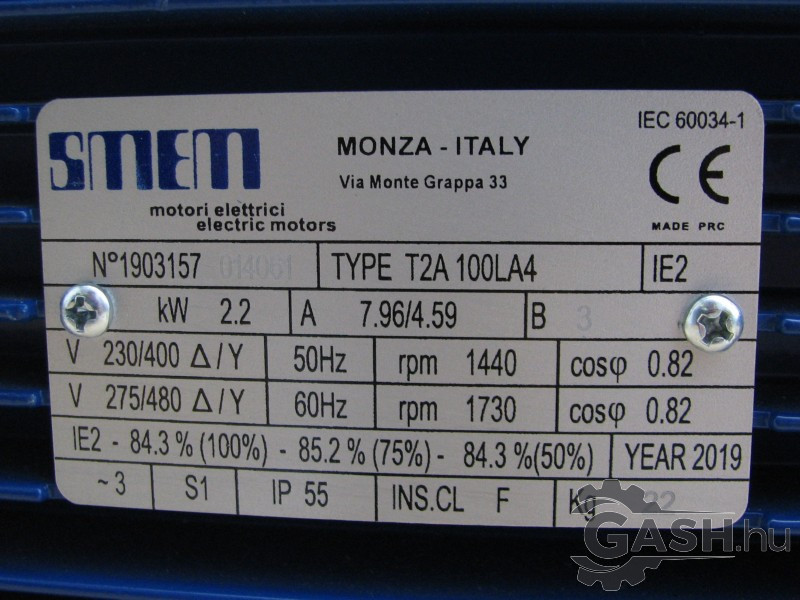 SMEM
motori elettrici
electric motors
MONZA - ITALY
Via Monte Grappa 33
IEC 60034-1
CE
MADE PRC
N°1903157 014061 TYPE T2A 100LA4 IE2
kW 2.2 A 7.96/4.59 B 3
V 230/400 Δ/Y 50Hz rpm 1440 cosφ 0.82
V 275/480 Δ/Y 60Hz rpm 1730 cosφ 0.82
IE2 - 84.3 % (100%) - 85.2 % (75%) - 84.3 %(50%) YEAR 2019
~ 3 S1 IP 55 INS.CL F Kg 22
GASH.hu